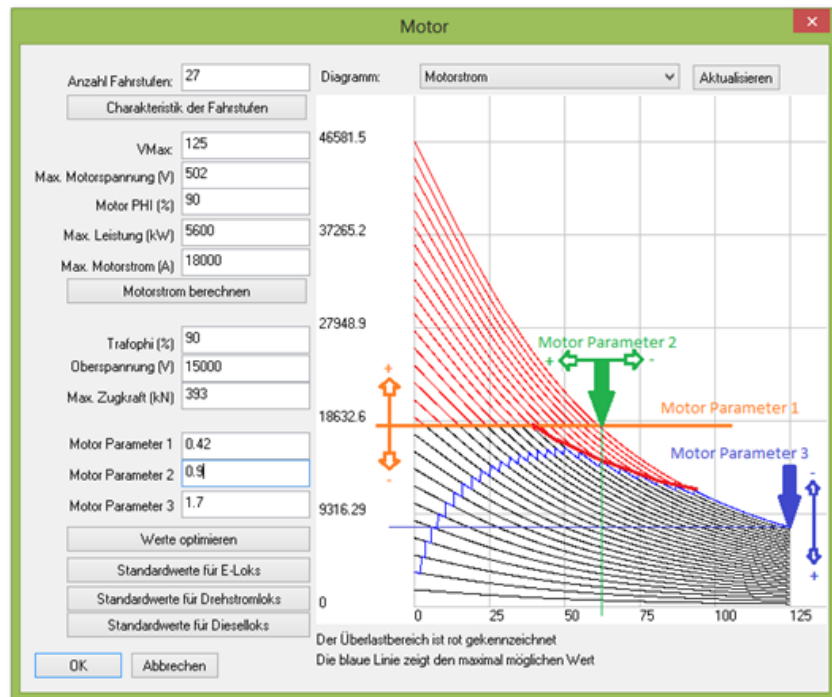 Motor
Anzahl Fahrstufen: 27
Diagramm: Motorstrom
Aktualisieren
Charakteristik der Fahrstufen
VMax: 125
Max. Motorspannung (V) 502
Motor PHI (%) 90
Max. Leistung (kW) 5600
Max. Motorstrom (A) 18000
Motorstrom berechnen
Trafophi (%) 90
Oberspannung (V) 15000
Max. Zugkraft (kN) 393
Motor Parameter 1 0.42
Motor Parameter 2 0.9
Motor Parameter 3 1.7
Werte optimieren
Standardwerte für E-Loks
Standardwerte für Drehstromloks
Standardwerte für Dieselloks
OK
Abbrechen
46581.5
37265.2
27948.9
18632.6
9316.29
0
Motor Parameter 2
+ -
Motor Parameter 1
+
-
Motor Parameter 3
-
+
0 25 50 75 100 125
Der Überlastbereich ist rot gekennzeichnet
Die blaue Linie zeigt den maximal möglichen Wert